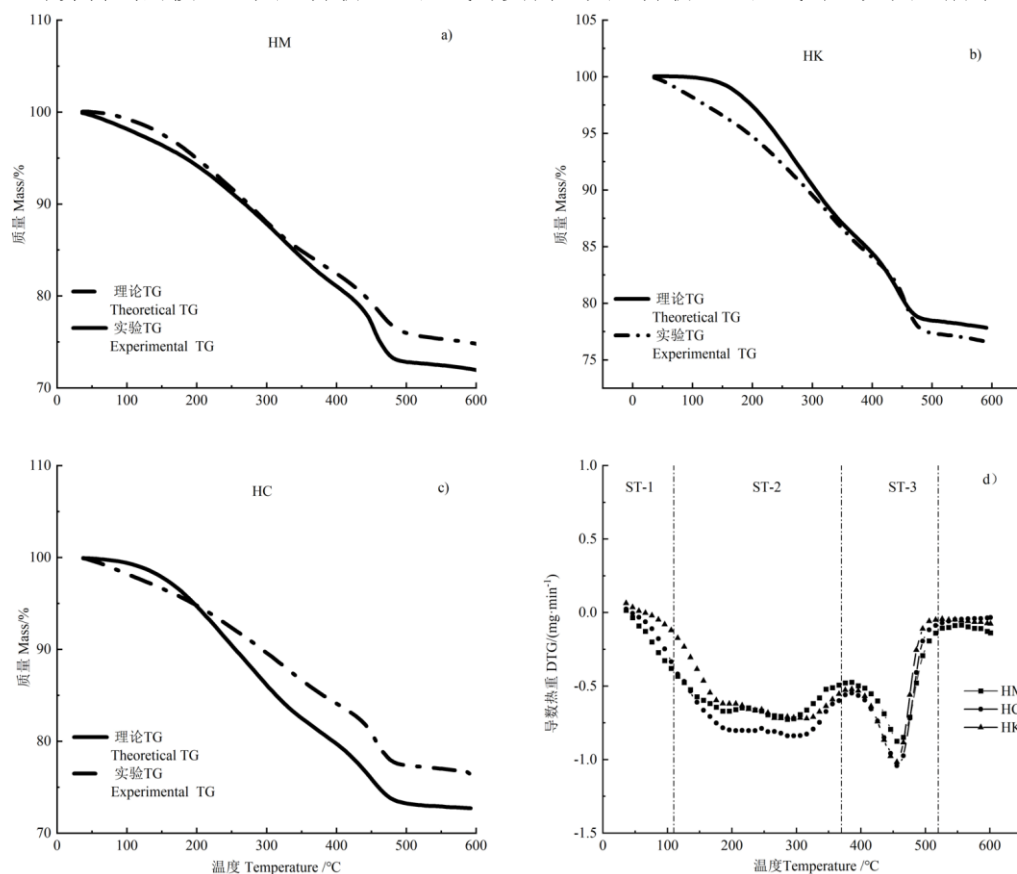 110
a)
HM
100
90
80
70
质量 Mass/%
理论TG
Theoretical TG
实验TG
Experimental TG
0 100 200 300 400 500 600
105
b)
HK
100
95
90
85
80
75
质量 Mass/%
理论TG
Theoretical TG
实验TG
Experimental TG
0 100 200 300 400 500 600
110
c)
HC
100
90
80
70
质量 Mass/%
理论TG
Theoretical TG
实验TG
Experimental TG
0 100 200 300 400 500 600
温度 Temperature /℃
1.0
d）
ST-1 ST-2 ST-3
0.5
0.0
-0.5
-1.0
-1.5
导数热重 DTG/(mg·min⁻¹)
HM
HC
HK
0 100 200 300 400 500 600
温度Temperature /℃